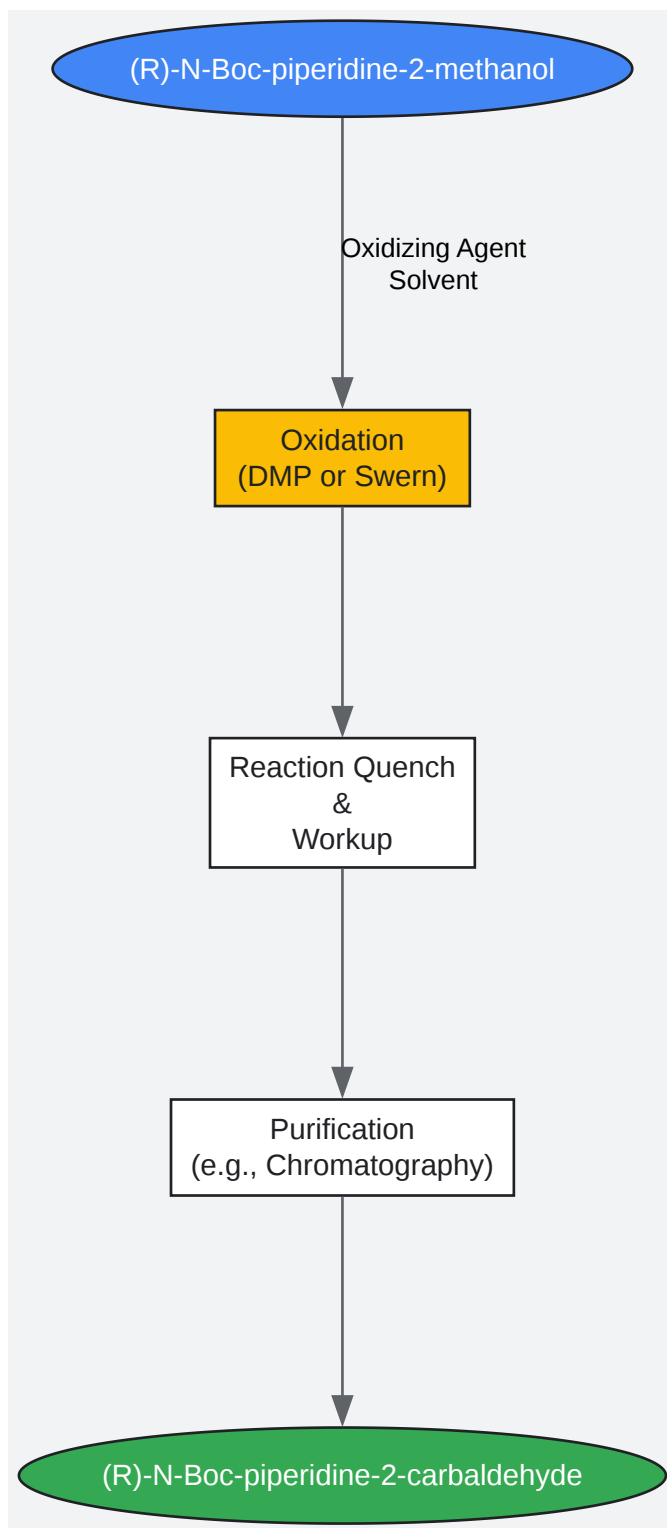 (R)-N-Boc-piperidine-2-methanol
Oxidizing Agent
Solvent
Oxidation
(DMP or Swern)
Reaction Quench
&
Workup
Purification
(e.g., Chromatography)
(R)-N-Boc-piperidine-2-carbaldehyde